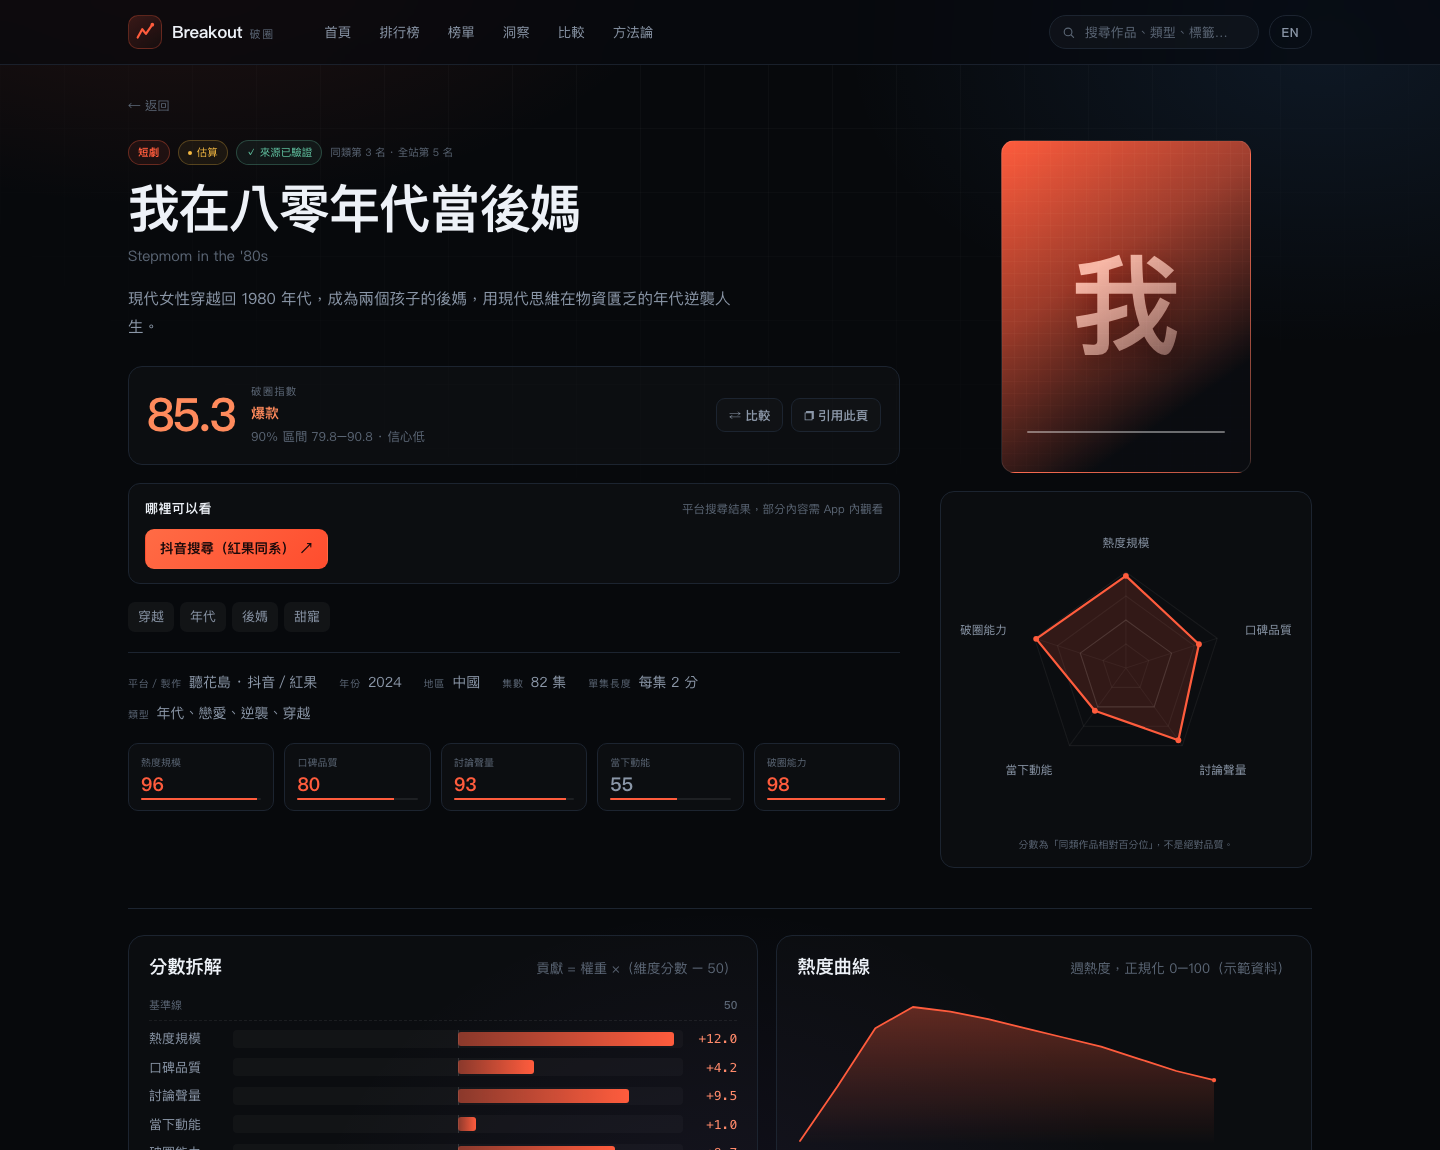 Breakout 破圈
首頁
排行榜
榜單
洞察
比較
方法論
搜尋作品、類型、標籤…
EN
← 返回
短劇
● 估算
✓ 來源已驗證
同類第 3 名 · 全站第 5 名
我在八零年代當後媽
Stepmom in the '80s
現代女性穿越回 1980 年代，成為兩個孩子的後媽，用現代思維在物資匱乏的年代逆襲人
生。
85.3
破圈指數
爆款
90% 區間 79.8–90.8 · 信心低
⇄ 比較
引用此頁
哪裡可以看
平台搜尋結果，部分內容需 App 內觀看
抖音搜尋（紅果同系） ↗
穿越
年代
後媽
甜寵
平台 / 製作 聽花島 · 抖音 / 紅果
年份 2024
地區 中國
集數 82 集
單集長度 每集 2 分
類型 年代、戀愛、逆襲、穿越
熱度規模
96
口碑品質
80
討論聲量
93
當下動能
55
破圈能力
98
我
熱度規模
口碑品質
討論聲量
當下動能
破圈能力
分數為「同類作品相對百分位」，不是絕對品質。
分數拆解
貢獻 = 權重 ×（維度分數 − 50）
基準線
50
熱度規模 +12.0
口碑品質 +4.2
討論聲量 +9.5
當下動能 +1.0
熱度曲線
週熱度，正規化 0–100（示範資料）